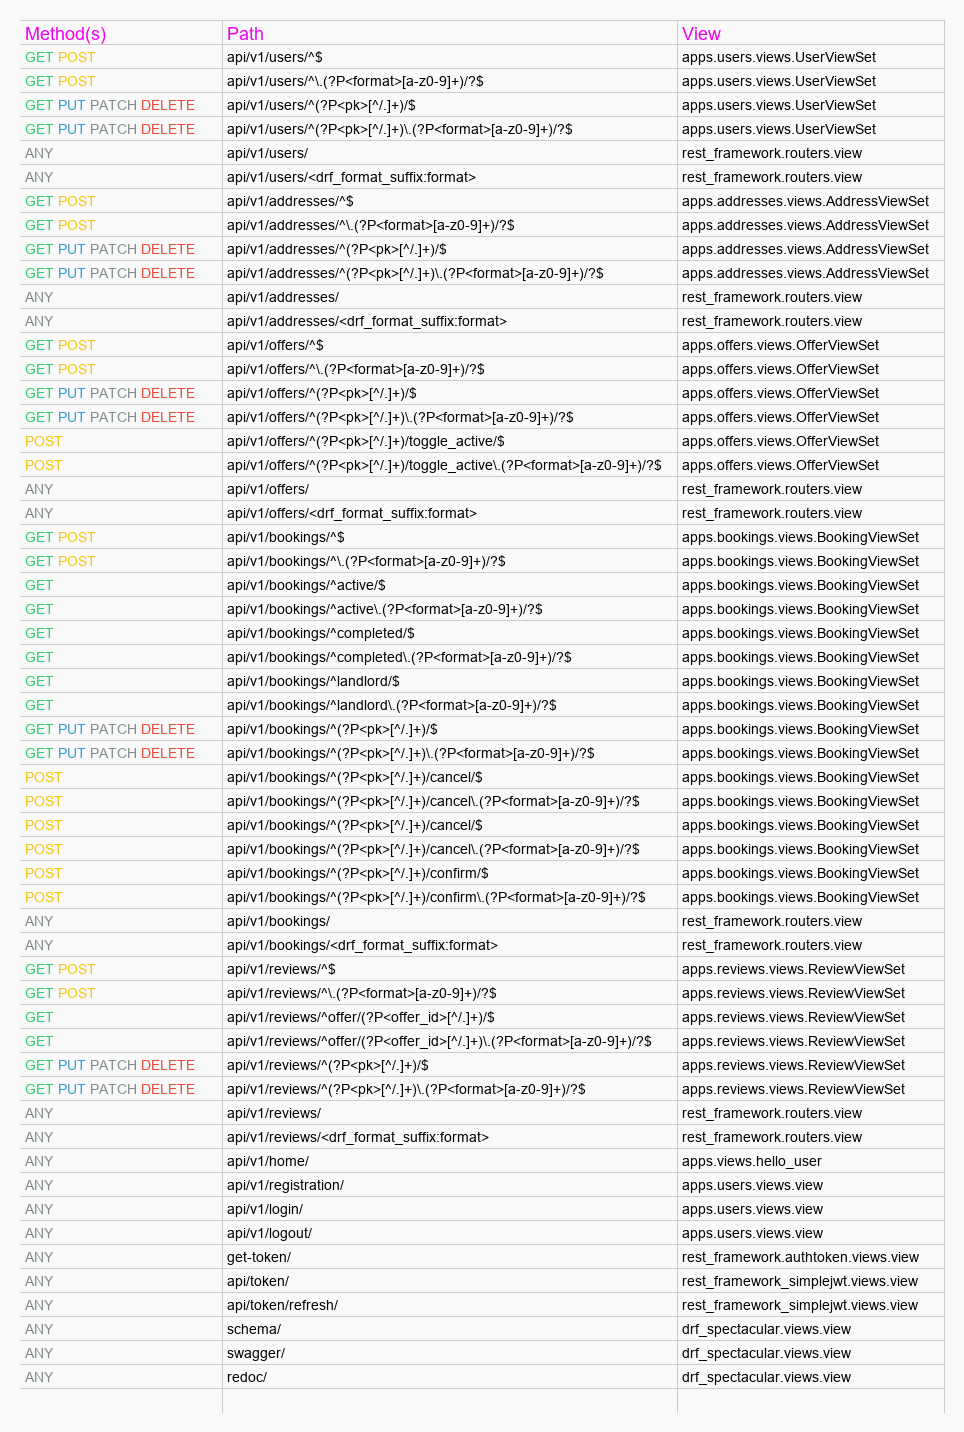 Method(s) Path View
GET POST api/v1/users/^$ apps.users.views.UserViewSet
GET POST api/v1/users/^\.(?P<format>[a-z0-9]+)/?$ apps.users.views.UserViewSet
GET PUT PATCH DELETE api/v1/users/^(?P<pk>[^/.]+)/$ apps.users.views.UserViewSet
GET PUT PATCH DELETE api/v1/users/^(?P<pk>[^/.]+)\.(?P<format>[a-z0-9]+)/?$ apps.users.views.UserViewSet
ANY api/v1/users/ rest_framework.routers.view
ANY api/v1/users/<drf_format_suffix:format> rest_framework.routers.view
GET POST api/v1/addresses/^$ apps.addresses.views.AddressViewSet
GET POST api/v1/addresses/^\.(?P<format>[a-z0-9]+)/?$ apps.addresses.views.AddressViewSet
GET PUT PATCH DELETE api/v1/addresses/^(?P<pk>[^/.]+)/$ apps.addresses.views.AddressViewSet
GET PUT PATCH DELETE api/v1/addresses/^(?P<pk>[^/.]+)\.(?P<format>[a-z0-9]+)/?$ apps.addresses.views.AddressViewSet
ANY api/v1/addresses/ rest_framework.routers.view
ANY api/v1/addresses/<drf_format_suffix:format> rest_framework.routers.view
GET POST api/v1/offers/^$ apps.offers.views.OfferViewSet
GET POST api/v1/offers/^\.(?P<format>[a-z0-9]+)/?$ apps.offers.views.OfferViewSet
GET PUT PATCH DELETE api/v1/offers/^(?P<pk>[^/.]+)/$ apps.offers.views.OfferViewSet
GET PUT PATCH DELETE api/v1/offers/^(?P<pk>[^/.]+)\.(?P<format>[a-z0-9]+)/?$ apps.offers.views.OfferViewSet
POST api/v1/offers/^(?P<pk>[^/.]+)/toggle_active/$ apps.offers.views.OfferViewSet
POST api/v1/offers/^(?P<pk>[^/.]+)/toggle_active\.(?P<format>[a-z0-9]+)/?$ apps.offers.views.OfferViewSet
ANY api/v1/offers/ rest_framework.routers.view
ANY api/v1/offers/<drf_format_suffix:format> rest_framework.routers.view
GET POST api/v1/bookings/^$ apps.bookings.views.BookingViewSet
GET POST api/v1/bookings/^\.(?P<format>[a-z0-9]+)/?$ apps.bookings.views.BookingViewSet
GET api/v1/bookings/^active/$ apps.bookings.views.BookingViewSet
GET api/v1/bookings/^active\.(?P<format>[a-z0-9]+)/?$ apps.bookings.views.BookingViewSet
GET api/v1/bookings/^completed/$ apps.bookings.views.BookingViewSet
GET api/v1/bookings/^completed\.(?P<format>[a-z0-9]+)/?$ apps.bookings.views.BookingViewSet
GET api/v1/bookings/^landlord/$ apps.bookings.views.BookingViewSet
GET api/v1/bookings/^landlord\.(?P<format>[a-z0-9]+)/?$ apps.bookings.views.BookingViewSet
GET PUT PATCH DELETE api/v1/bookings/^(?P<pk>[^/.]+)/$ apps.bookings.views.BookingViewSet
GET PUT PATCH DELETE api/v1/bookings/^(?P<pk>[^/.]+)\.(?P<format>[a-z0-9]+)/?$ apps.bookings.views.BookingViewSet
POST api/v1/bookings/^(?P<pk>[^/.]+)/cancel/$ apps.bookings.views.BookingViewSet
POST api/v1/bookings/^(?P<pk>[^/.]+)/cancel\.(?P<format>[a-z0-9]+)/?$ apps.bookings.views.BookingViewSet
POST api/v1/bookings/^(?P<pk>[^/.]+)/cancel/$ apps.bookings.views.BookingViewSet
POST api/v1/bookings/^(?P<pk>[^/.]+)/cancel\.(?P<format>[a-z0-9]+)/?$ apps.bookings.views.BookingViewSet
POST api/v1/bookings/^(?P<pk>[^/.]+)/confirm/$ apps.bookings.views.BookingViewSet
POST api/v1/bookings/^(?P<pk>[^/.]+)/confirm\.(?P<format>[a-z0-9]+)/?$ apps.bookings.views.BookingViewSet
ANY api/v1/bookings/ rest_framework.routers.view
ANY api/v1/bookings/<drf_format_suffix:format> rest_framework.routers.view
GET POST api/v1/reviews/^$ apps.reviews.views.ReviewViewSet
GET POST api/v1/reviews/^\.(?P<format>[a-z0-9]+)/?$ apps.reviews.views.ReviewViewSet
GET api/v1/reviews/^offer/(?P<offer_id>[^/.]+)/$ apps.reviews.views.ReviewViewSet
GET api/v1/reviews/^offer/(?P<offer_id>[^/.]+)\.(?P<format>[a-z0-9]+)/?$ apps.reviews.views.ReviewViewSet
GET PUT PATCH DELETE api/v1/reviews/^(?P<pk>[^/.]+)/$ apps.reviews.views.ReviewViewSet
GET PUT PATCH DELETE api/v1/reviews/^(?P<pk>[^/.]+)\.(?P<format>[a-z0-9]+)/?$ apps.reviews.views.ReviewViewSet
ANY api/v1/reviews/ rest_framework.routers.view
ANY api/v1/reviews/<drf_format_suffix:format> rest_framework.routers.view
ANY api/v1/home/ apps.views.hello_user
ANY api/v1/registration/ apps.users.views.view
ANY api/v1/login/ apps.users.views.view
ANY api/v1/logout/ apps.users.views.view
ANY get-token/ rest_framework.authtoken.views.view
ANY api/token/ rest_framework_simplejwt.views.view
ANY api/token/refresh/ rest_framework_simplejwt.views.view
ANY schema/ drf_spectacular.views.view
ANY swagger/ drf_spectacular.views.view
ANY redoc/ drf_spectacular.views.view